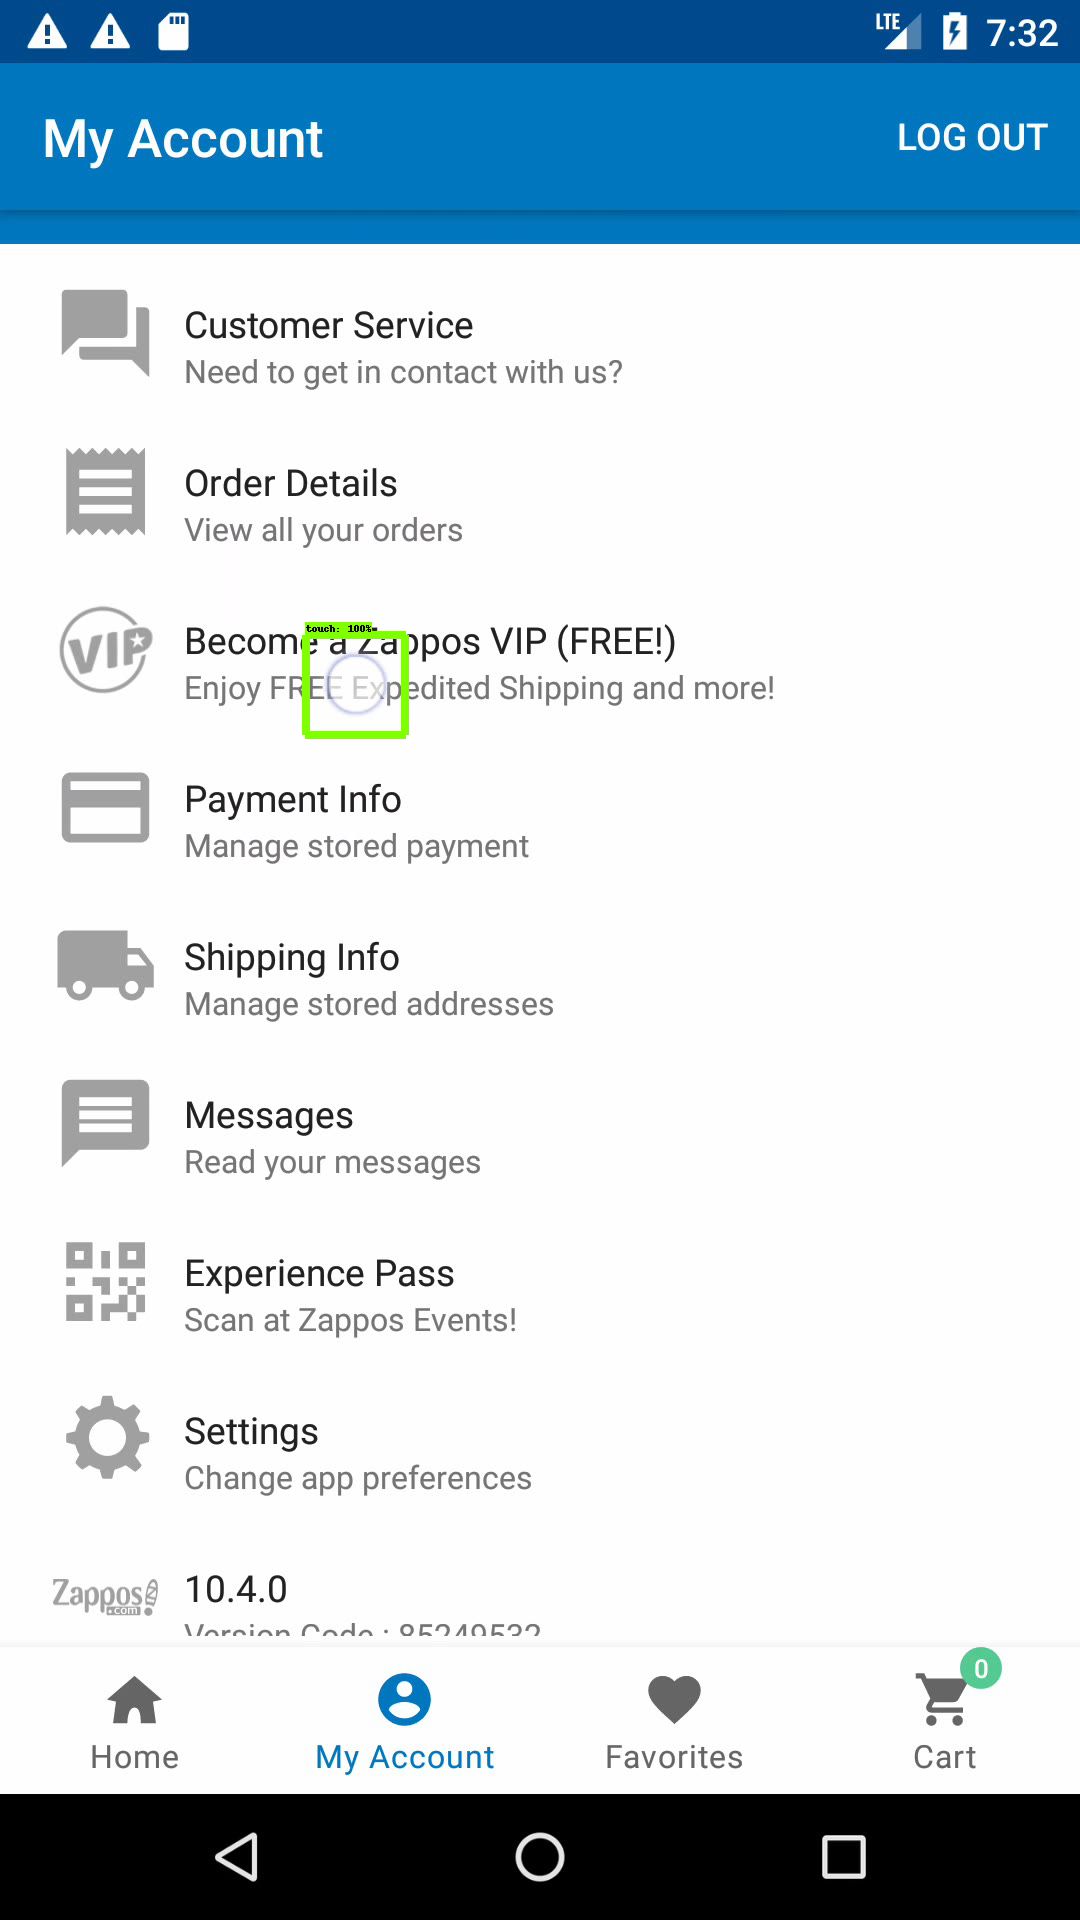 LTE 7:32
My Account LOG OUT
Customer Service
Need to get in contact with us?
Order Details
View all your orders
touch: 100%
VIP
Become a Zappos VIP (FREE!)
Enjoy FREE Expedited Shipping and more!
Payment Info
Manage stored payment
Shipping Info
Manage stored addresses
Messages
Read your messages
Experience Pass
Scan at Zappos Events!
Settings
Change app preferences
Zappos!
.com
10.4.0
Version Code : 85249532
0
Home My Account Favorites Cart